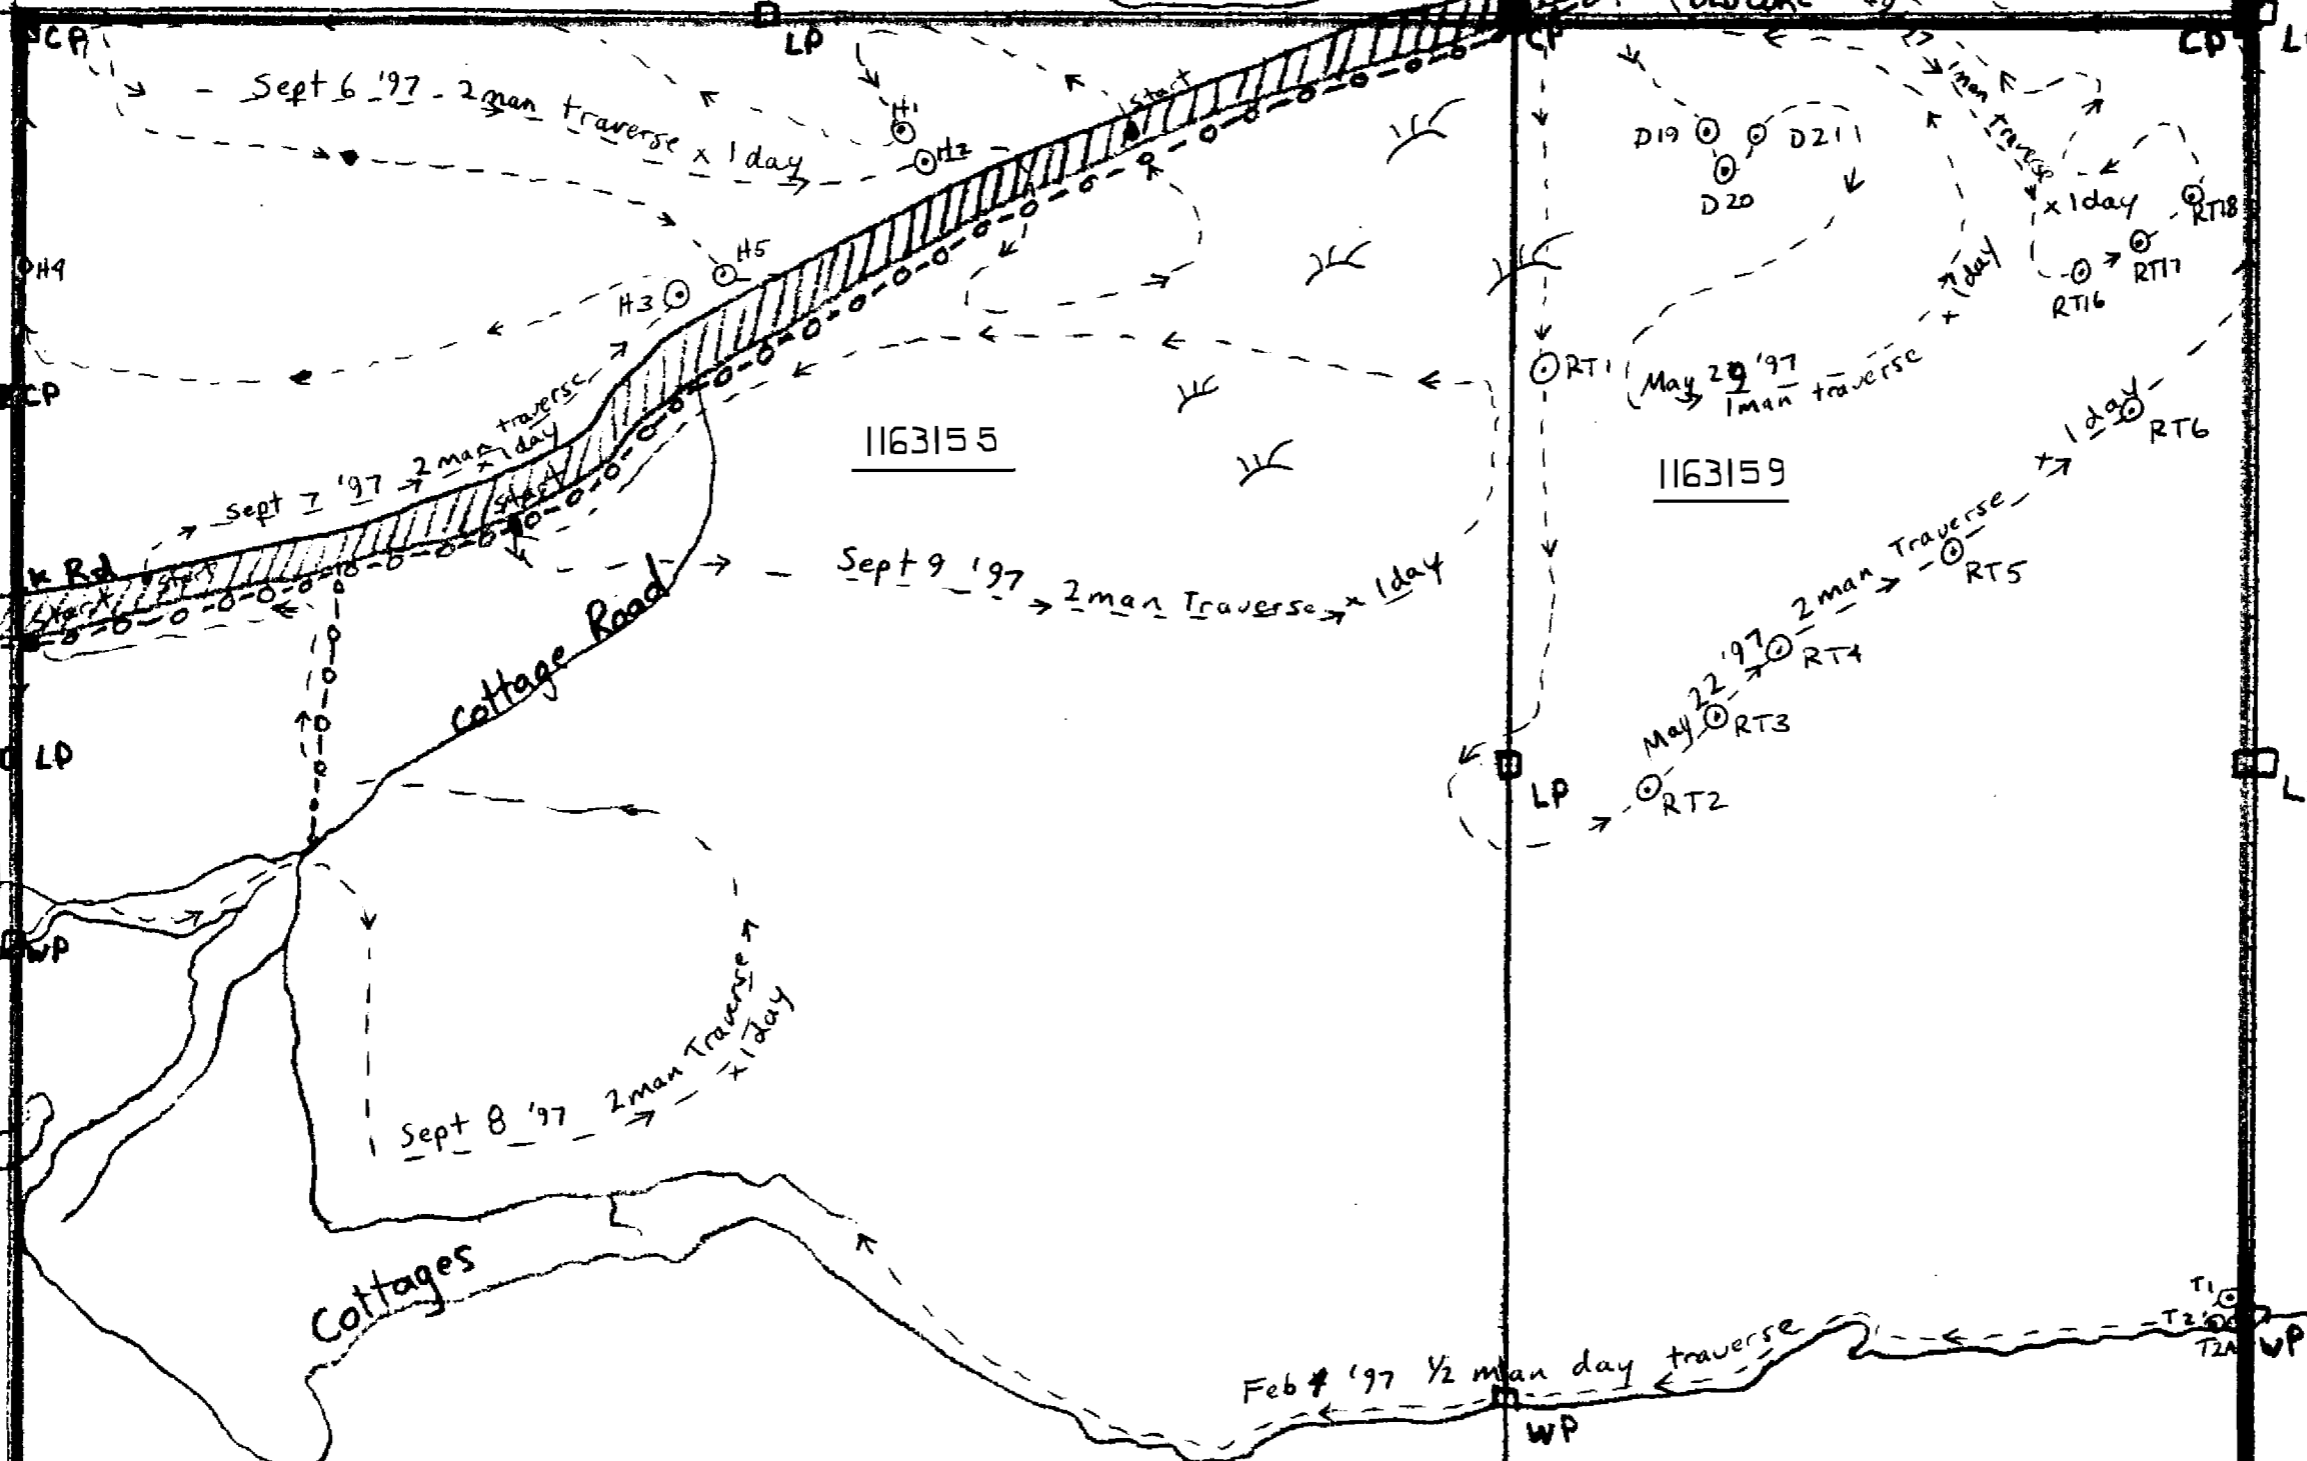 CP
LP
CP
CP
Sept 6 '97 - 2 man traverse x 1 day
H1
H2
start
D19
D21
D20
1 man traverse
x 1 day
RT18
RT17
RT16
H5
H3
H9
CP
Sept 7 '97 2 man traverse
x 1 day
start
RT1
May 29 '97
1 man traverse + 1 day
1163155
1163159
RT6
May 22 '97 2 man Traverse + 1 day
RT5
RT4
RT3
RT2
k Rd
start
start
Sept 9 '97 2 man Traverse x 1 day
Cottage Road
LP
LP
L
WP
Sept 8 '97 2 man Traverse
x 1 day
Cottages
Feb 4 '97 1/2 man day traverse
T1
T2
T2A
WP
WP